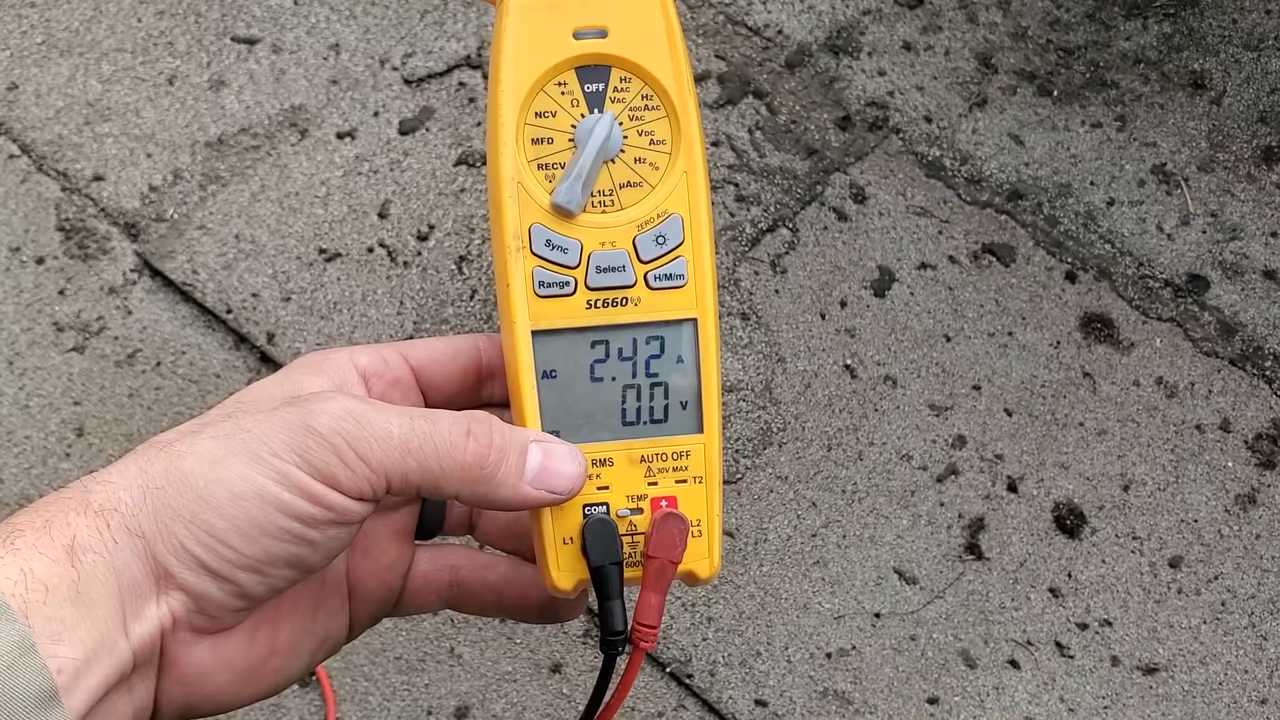 OFF
Hz
AAC
VAC
Hz
400AAC
VAC
VDC
ADC
Hz %
µADC
L1L2
L1L3
RECV
MFD
NCV
Ω
Sync
°F °C
ZERO ADC
Select
Range
H/M/m
SC660
AC 2.42 A
0.0 V
RMS
AUTO OFF
30V MAX
T2
TEMP
COM
+
L1
L2
L3
600V